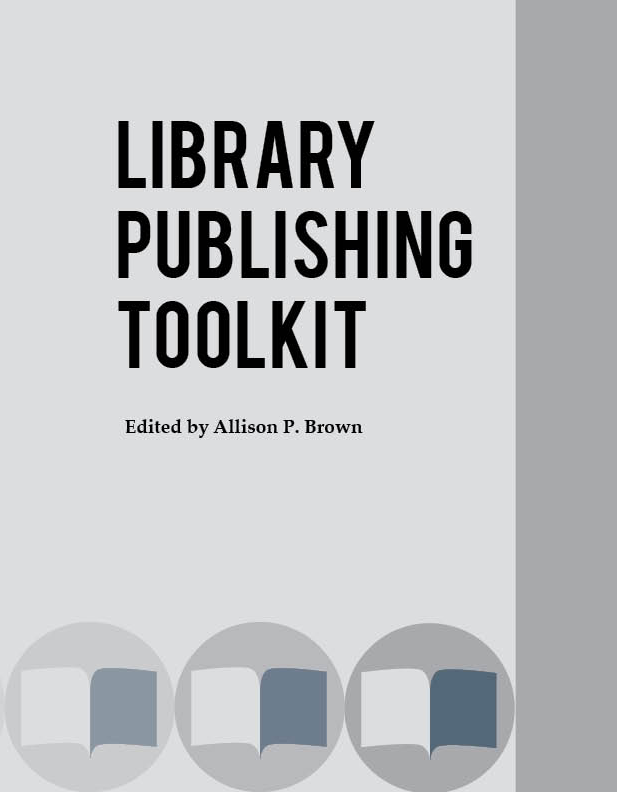 LIBRARY
PUBLISHING
TOOLKIT
Edited by Allison P. Brown